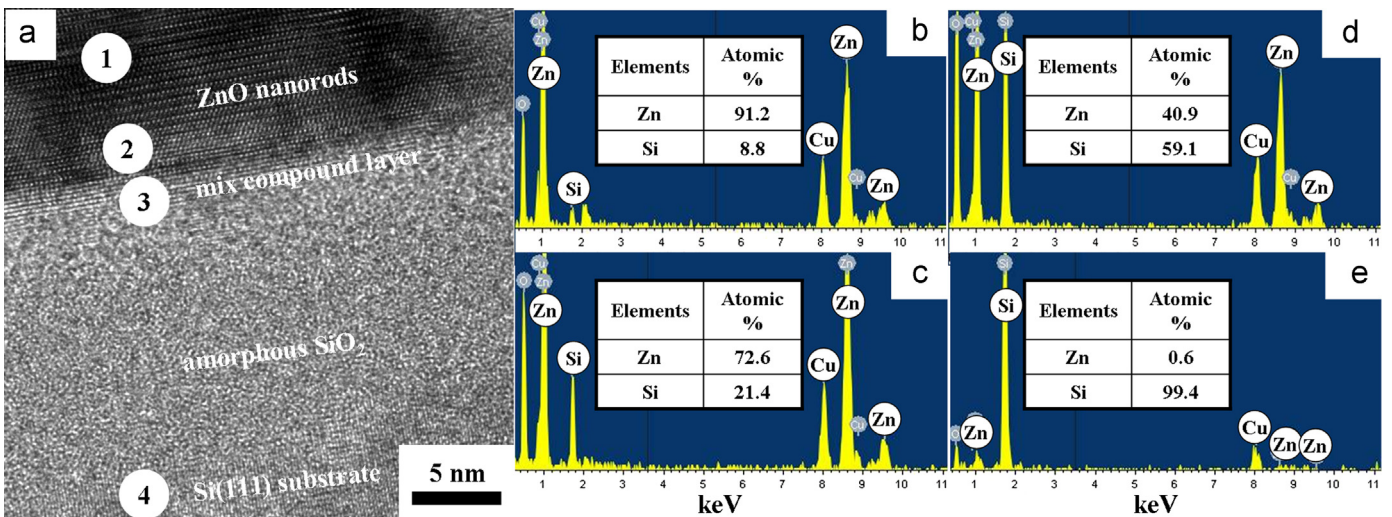 a
1
ZnO nanorods
2
mix compound layer
3
amorphous SiO2
4
Si(111) substrate
5 nm
b
Cu
Zn
Zn
O
Si
Elements
Atomic
%
Zn
91.2
Si
8.8
Zn
Cu
Cu
Zn
1 2 3 4 5 6 7 8 9 10 11
d
Si
Cu
O
Zn
Zn
Si
Elements
Atomic
%
Zn
40.9
Si
59.1
Zn
Cu
Cu
Zn
1 2 3 4 5 6 7 8 9 10 11
c
Cu
O
Zn
Zn
Si
Elements
Atomic
%
Zn
72.6
Si
21.4
Zn
Zn
Cu
Cu
Zn
1 2 3 4 5 6 7 8 9 10 11
keV
e
Si
Si
O
Zn
Elements
Atomic
%
Zn
0.6
Si
99.4
Cu
Zn
Zn
1 2 3 4 5 6 7 8 9 10 11
keV